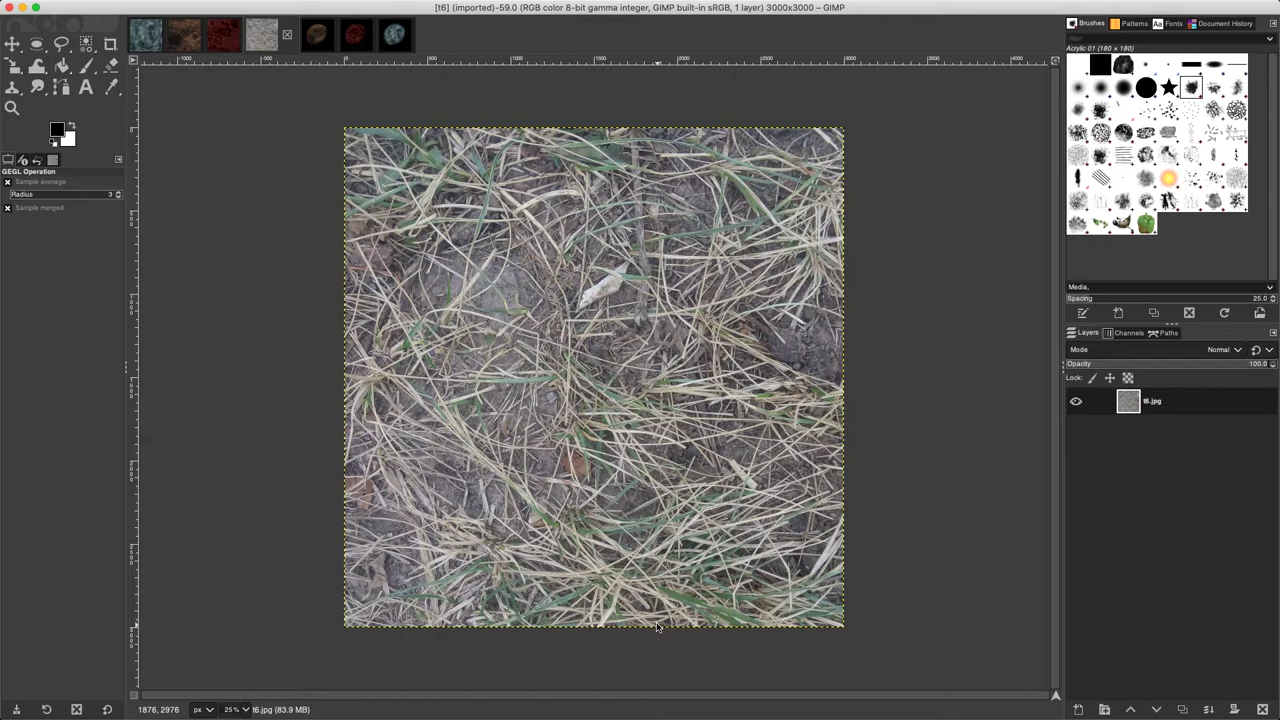 [t6] (imported)-59.0 (RGB color 8-bit gamma integer, GIMP built-in sRGB, 1 layer) 3000x3000 – GIMP
Brushes
Patterns
Aa Fonts
Document History
filter
Acrylic 01 (180 x 180)
GEGL Operation
Sample average
Radius 3
Sample merged
Media,
Spacing 25.0
Layers
Channels
Paths
Mode Normal
Opacity 100.0
Lock:
t6.jpg
1876, 2976 px 25% t6.jpg (83.9 MB)